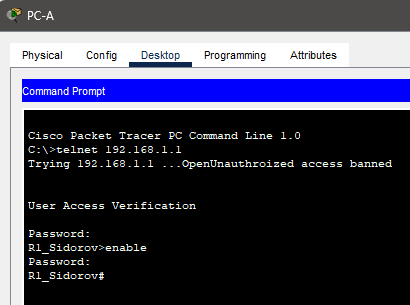 PC-A
Physical Config Desktop Programming Attributes
Command Prompt
Cisco Packet Tracer PC Command Line 1.0
C:\>telnet 192.168.1.1
Trying 192.168.1.1 ...OpenUnauthroized access banned
User Access Verification
Password:
R1_Sidorov>enable
Password:
R1_Sidorov#